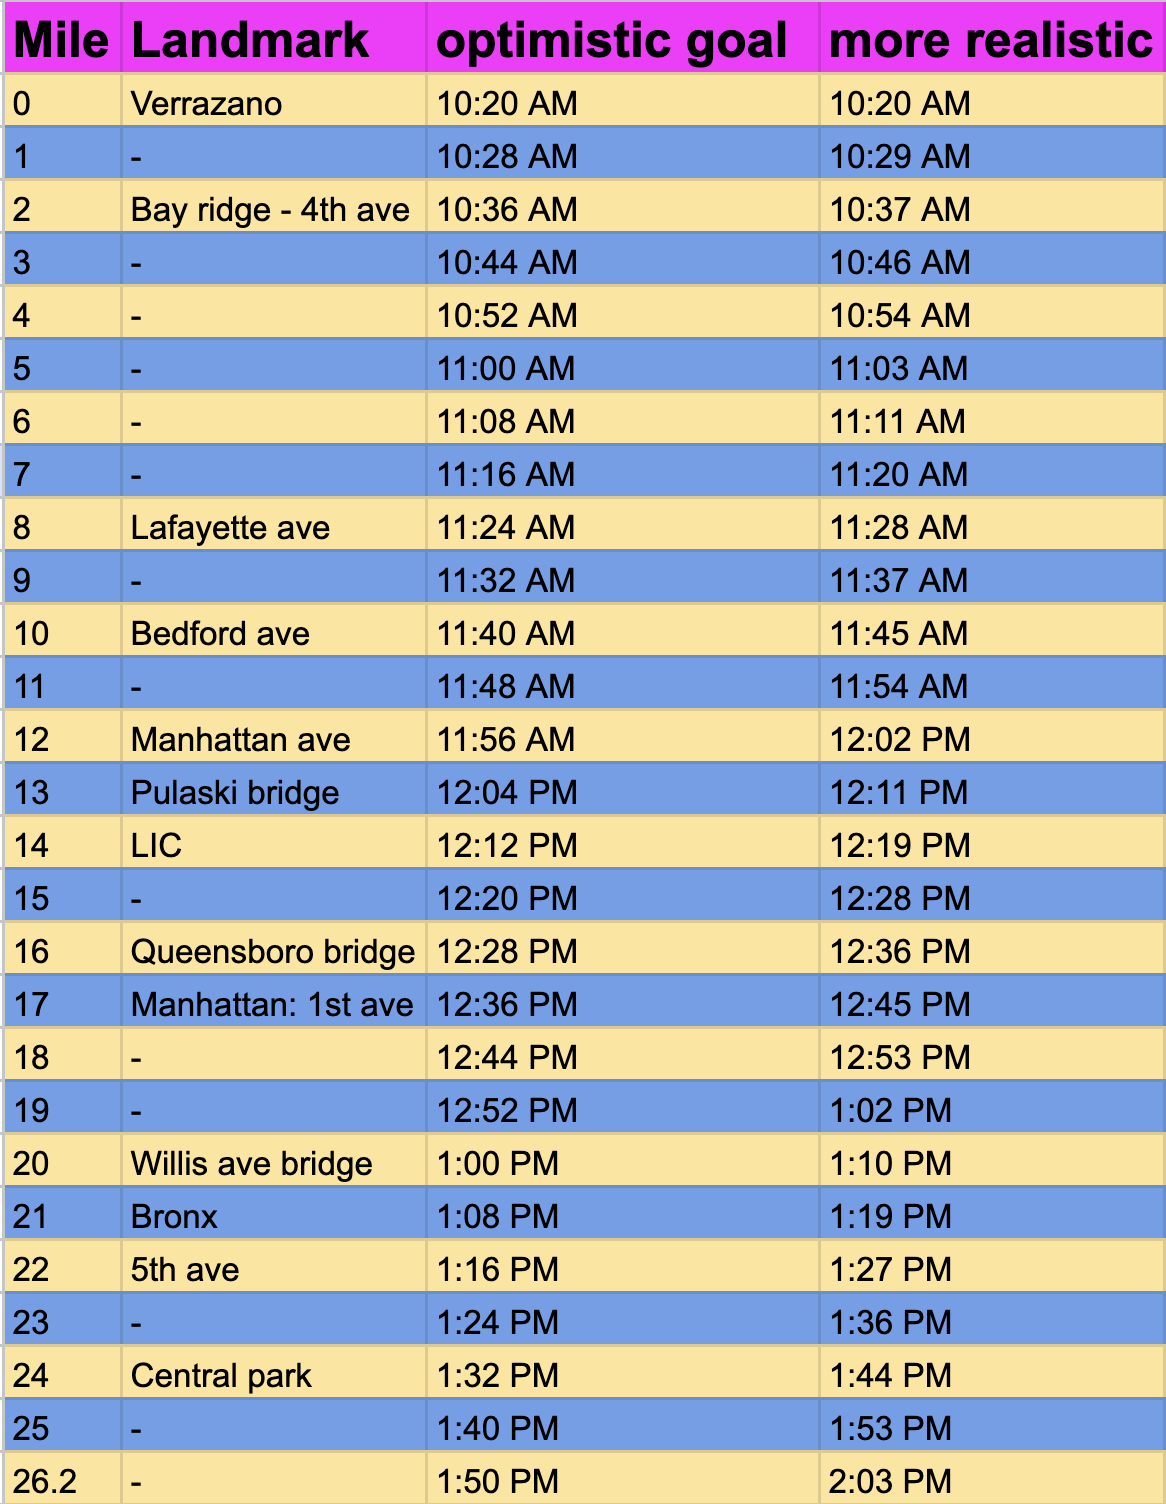 Mile Landmark optimistic goal more realistic
0 Verrazano 10:20 AM 10:20 AM
1 - 10:28 AM 10:29 AM
2 Bay ridge - 4th ave 10:36 AM 10:37 AM
3 - 10:44 AM 10:46 AM
4 - 10:52 AM 10:54 AM
5 - 11:00 AM 11:03 AM
6 - 11:08 AM 11:11 AM
7 - 11:16 AM 11:20 AM
8 Lafayette ave 11:24 AM 11:28 AM
9 - 11:32 AM 11:37 AM
10 Bedford ave 11:40 AM 11:45 AM
11 - 11:48 AM 11:54 AM
12 Manhattan ave 11:56 AM 12:02 PM
13 Pulaski bridge 12:04 PM 12:11 PM
14 LIC 12:12 PM 12:19 PM
15 - 12:20 PM 12:28 PM
16 Queensboro bridge 12:28 PM 12:36 PM
17 Manhattan: 1st ave 12:36 PM 12:45 PM
18 - 12:44 PM 12:53 PM
19 - 12:52 PM 1:02 PM
20 Willis ave bridge 1:00 PM 1:10 PM
21 Bronx 1:08 PM 1:19 PM
22 5th ave 1:16 PM 1:27 PM
23 - 1:24 PM 1:36 PM
24 Central park 1:32 PM 1:44 PM
25 - 1:40 PM 1:53 PM
26.2 - 1:50 PM 2:03 PM